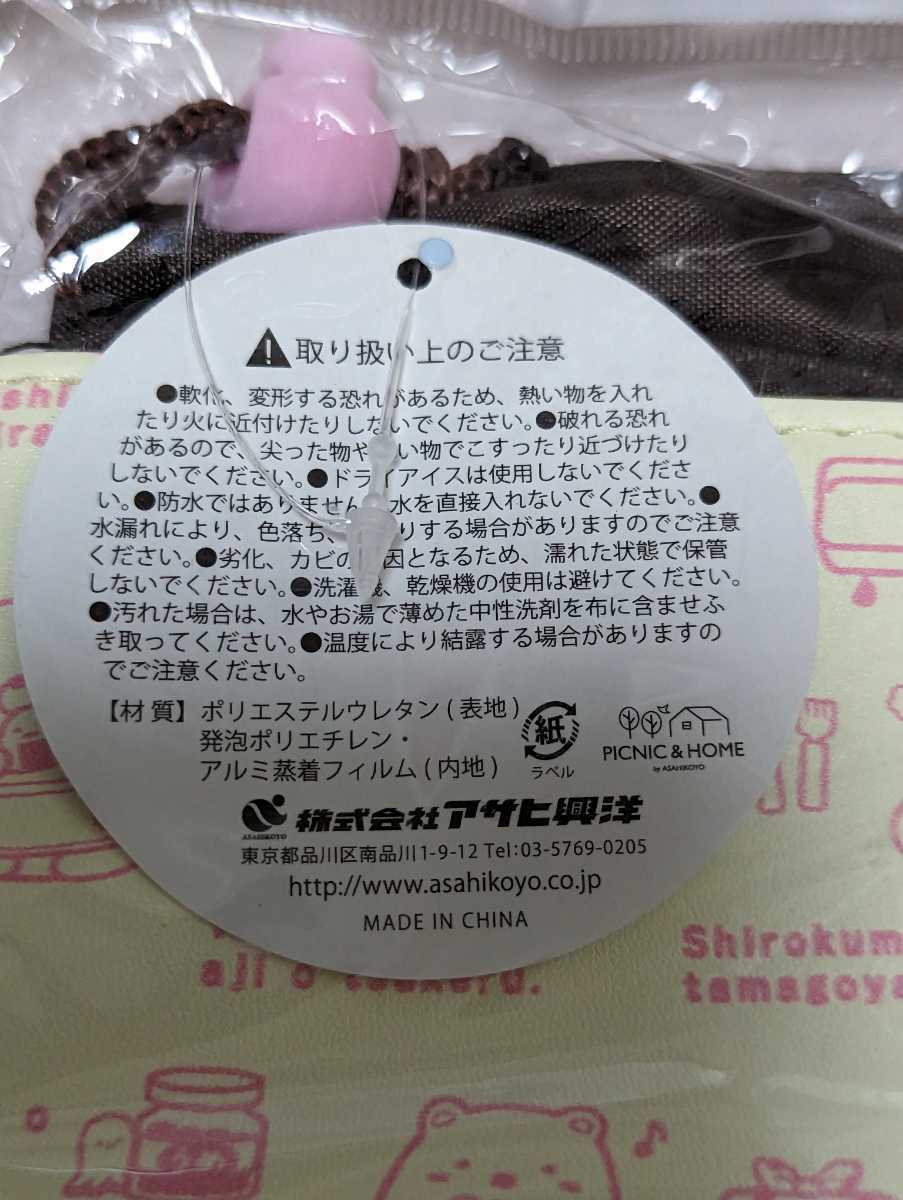 取り扱い上のご注意
●軟化、変形する恐れがあるため、熱い物を入れ
たり火に近付けたりしないでください。●破れる恐れ
があるので、尖った物や い物でこすったり近づけたり
しないでください。●ドライアイスは使用しないでくださ
い。●防水ではありません 水を直接入れないでください。●
水漏れにより、色落ち、 りする場合がありますのでご注意
ください。●劣化、カビの 因となるため、濡れた状態で保管
しないでください。●洗濯 、乾燥機の使用は避けてください。
●汚れた場合は、水やお湯で薄めた中性洗剤を布に含ませふ
き取ってください。●温度により結露する場合がありますの
でご注意ください。
【材質】ポリエステルウレタン(表地)
発泡ポリエチレン・
アルミ蒸着フィルム(内地)
紙
ラベル
PICNIC & HOME
by ASAHIKOYO
ASAHIKOYO
株式会社アサヒ興洋
東京都品川区南品川1-9-12 Tel:03-5769-0205
http://www.asahikoyo.co.jp
MADE IN CHINA
aji o
Shirokum
tamagoya